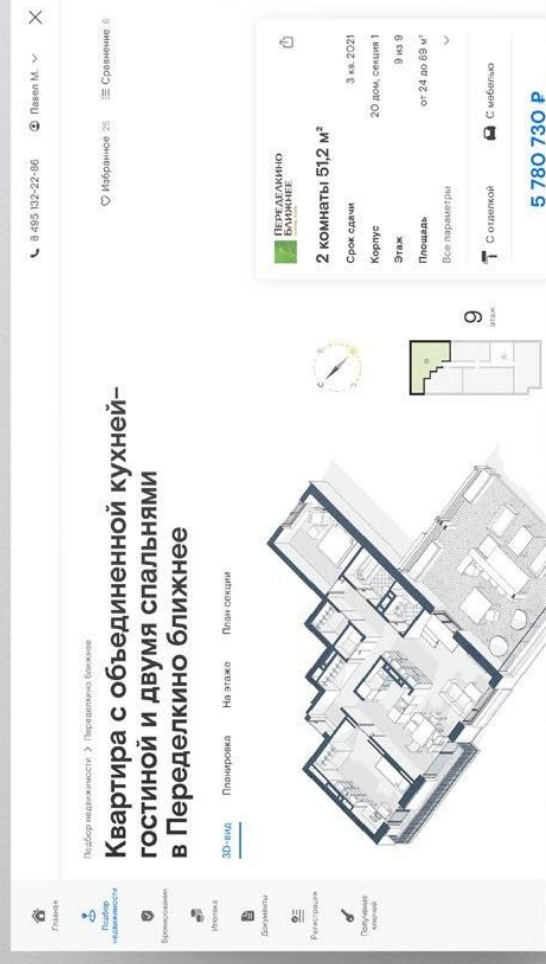 8 495 132-22-86
Павел М.
Главная
Подбор недвижимости
Бронирование
Ипотека
Документы
Регистрация
Получение ключей
Подбор недвижимости > Переделкино ближнее
Избранное 26
Сравнение 6
Квартира с объединенной кухней-
гостиной и двумя спальнями
в Переделкино ближнее
3D-вид
Планировка
На этаже
План секции
С
9
этаж
ПЕРЕДЕЛКИНО
БЛИЖНЕЕ
2 комнаты 51,2 м²
Срок сдачи 3 кв. 2021
Корпус 20 дом, секция 1
Этаж 9 из 9
Площадь от 24 до 69 м²
Все параметры
С отделкой
С мебелью
5 780 730 ₽